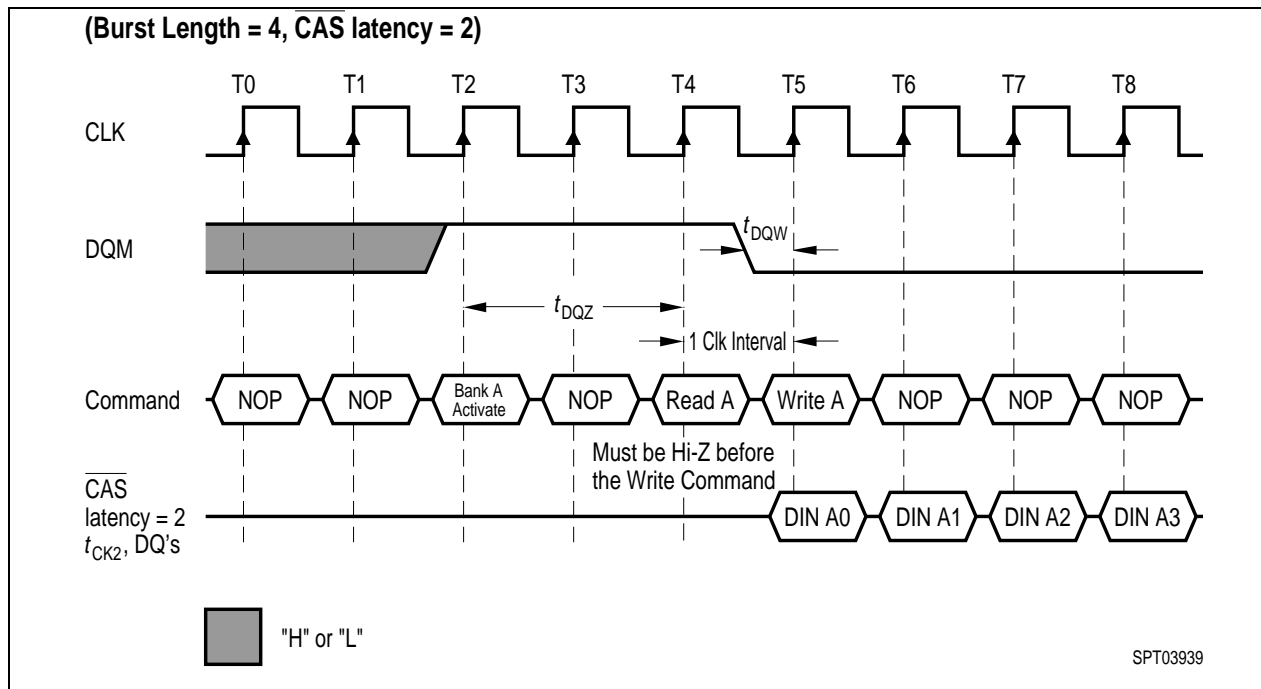 (Burst Length = 4, CAS latency = 2)
T0 T1 T2 T3 T4 T5 T6 T7 T8
CLK
DQM
tDQW
tDQZ
1 Clk Interval
Command
NOP NOP Bank A Activate NOP Read A Write A NOP NOP NOP
Must be Hi-Z before
the Write Command
CAS
latency = 2
tCK2, DQ's
DIN A0 DIN A1 DIN A2 DIN A3
"H" or "L"
SPT03939